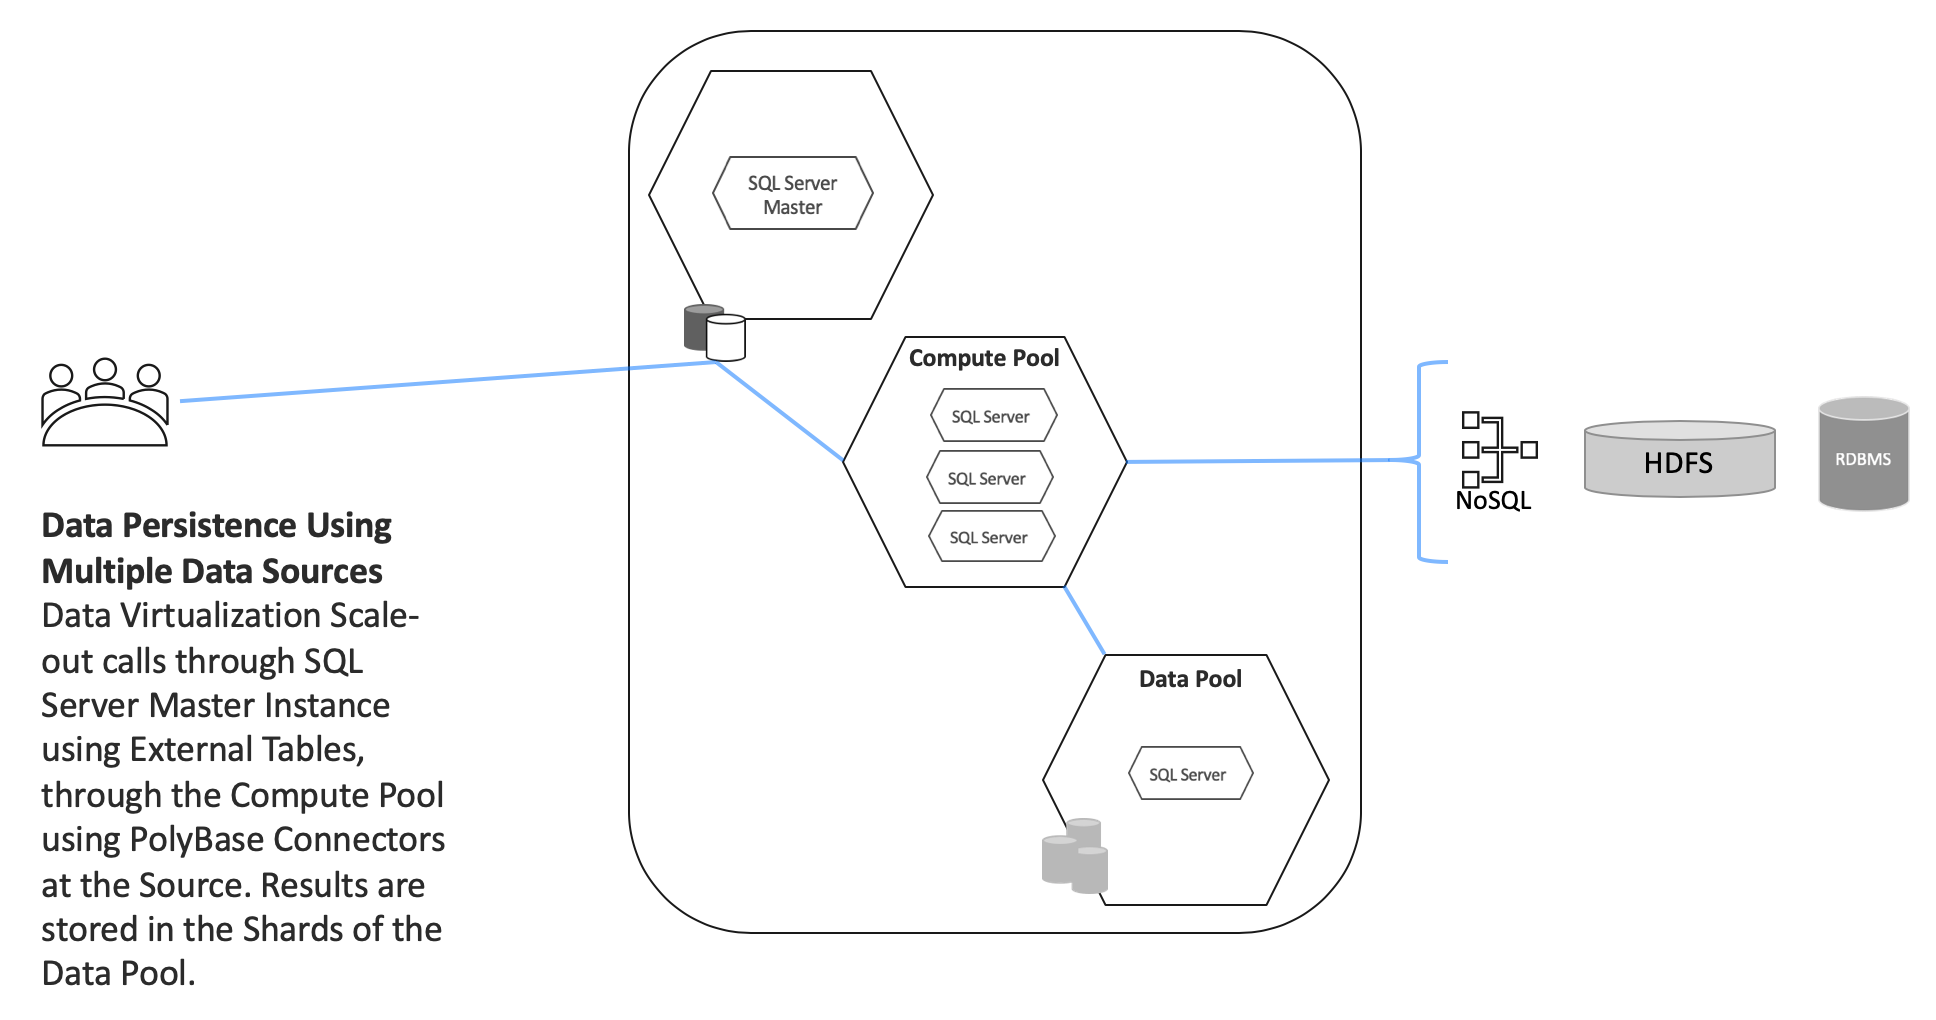 SQL Server
Master
Compute Pool
SQL Server
SQL Server
SQL Server
NoSQL
HDFS
RDBMS
Data Persistence Using
Multiple Data Sources
Data Virtualization Scale-
out calls through SQL
Server Master Instance
using External Tables,
through the Compute Pool
using PolyBase Connectors
at the Source. Results are
stored in the Shards of the
Data Pool.
Data Pool
SQL Server